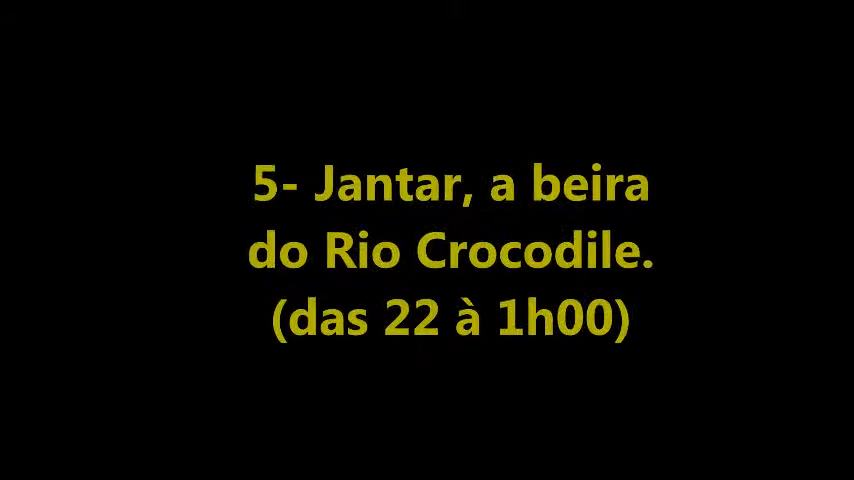 5- Jantar, a beira
do Rio Crocodile.
(das 22 à 1h00)